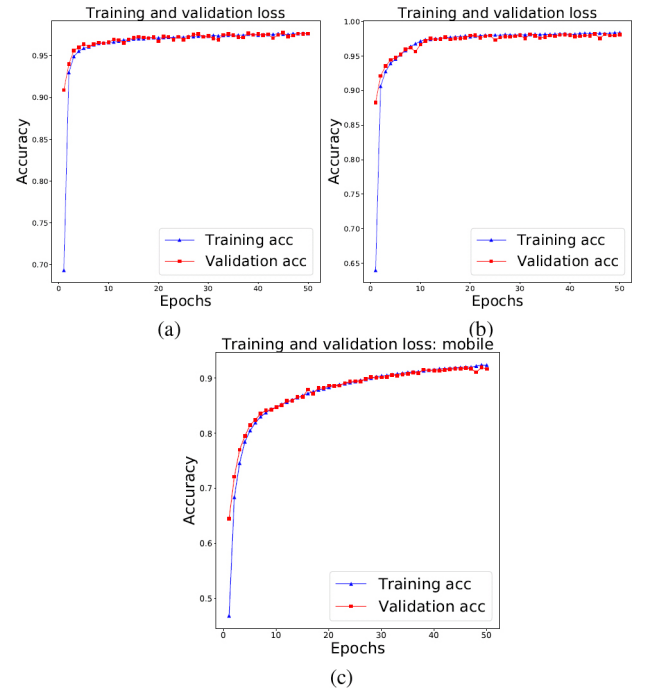 Training and validation loss
Accuracy
0.95
0.90
0.85
0.80
0.75
0.70
0 10 20 30 40 50
Epochs
Training acc
Validation acc
(a)
Training and validation loss
Accuracy
1.00
0.95
0.90
0.85
0.80
0.75
0.70
0.65
0 10 20 30 40 50
Epochs
Training acc
Validation acc
(b)
Training and validation loss: mobile
Accuracy
0.9
0.8
0.7
0.6
0.5
0 10 20 30 40 50
Epochs
Training acc
Validation acc
(c)